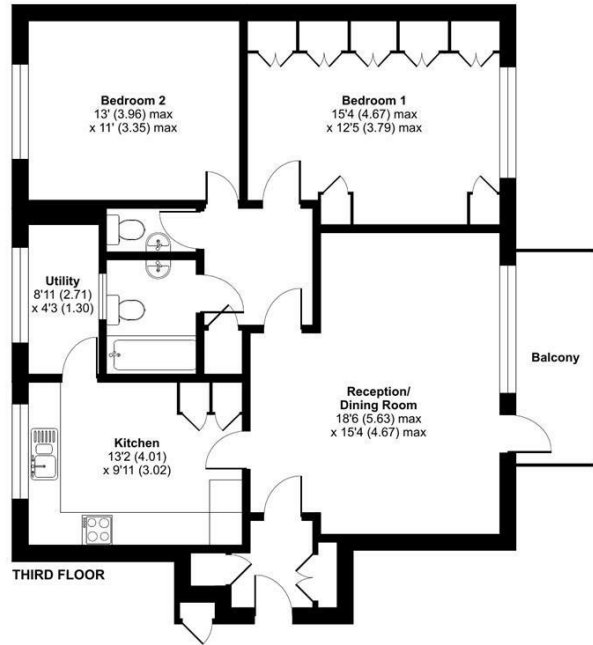 Bedroom 2
13' (3.96) max
x 11' (3.35) max
Bedroom 1
15'4 (4.67) max
x 12'5 (3.79) max
Utility
8'11 (2.71)
x 4'3 (1.30)
Balcony
Reception/
Dining Room
18'6 (5.63) max
x 15'4 (4.67) max
Kitchen
13'2 (4.01)
x 9'11 (3.02)
THIRD FLOOR